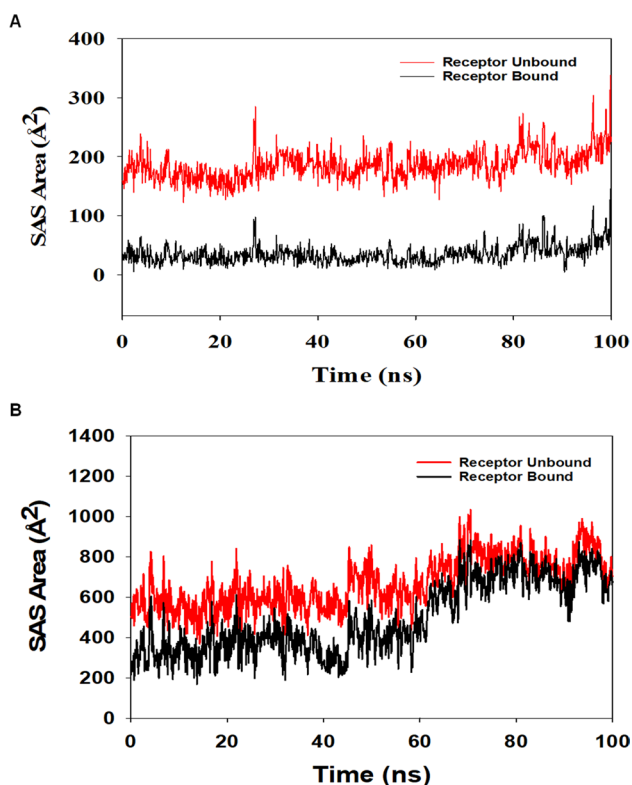 A
400
300
200
100
0
SAS Area (Å²)
Receptor Unbound
Receptor Bound
0 20 40 60 80 100
Time (ns)
B
1400
1200
1000
800
600
400
200
0
SAS Area (Å²)
Receptor Unbound
Receptor Bound
0 20 40 60 80 100
Time (ns)